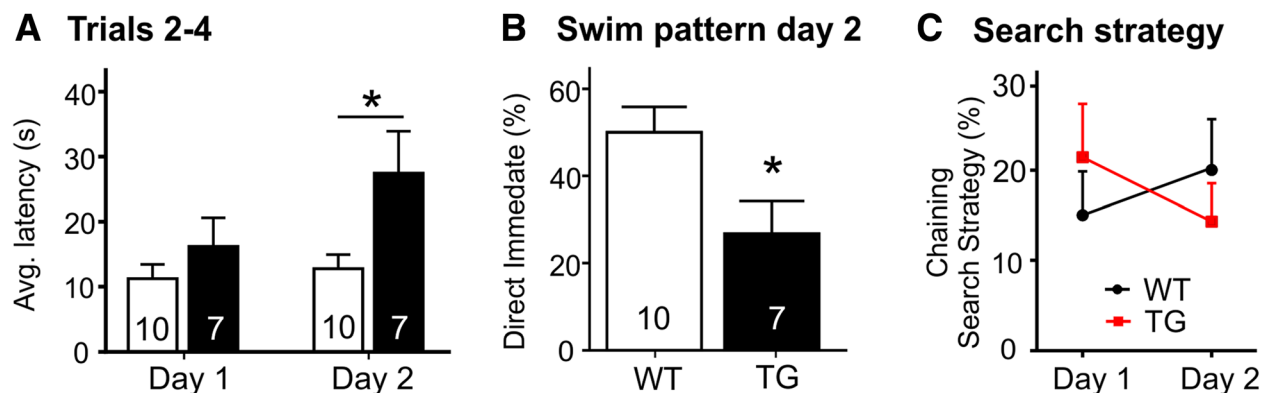 A Trials 2-4
Avg. latency (s)
40
30
20
10
0
10
7
10
7
*
Day 1
Day 2
B Swim pattern day 2
Direct Immedate (%)
60
40
20
0
10
7
*
WT
TG
C Search strategy
Chaining
Search Strategy (%)
30
20
10
0
WT
TG
Day 1
Day 2